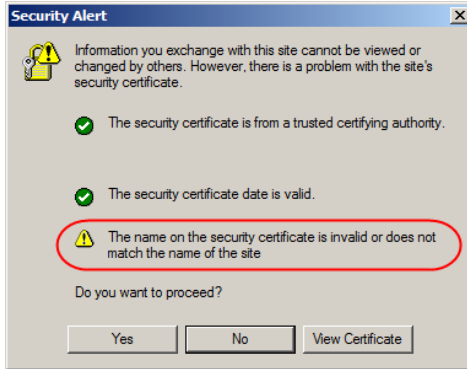 Security Alert
Information you exchange with this site cannot be viewed or
changed by others. However, there is a problem with the site's
security certificate.
The security certificate is from a trusted certifying authority.
The security certificate date is valid.
The name on the security certificate is invalid or does not
match the name of the site
Do you want to proceed?
Yes
No
View Certificate